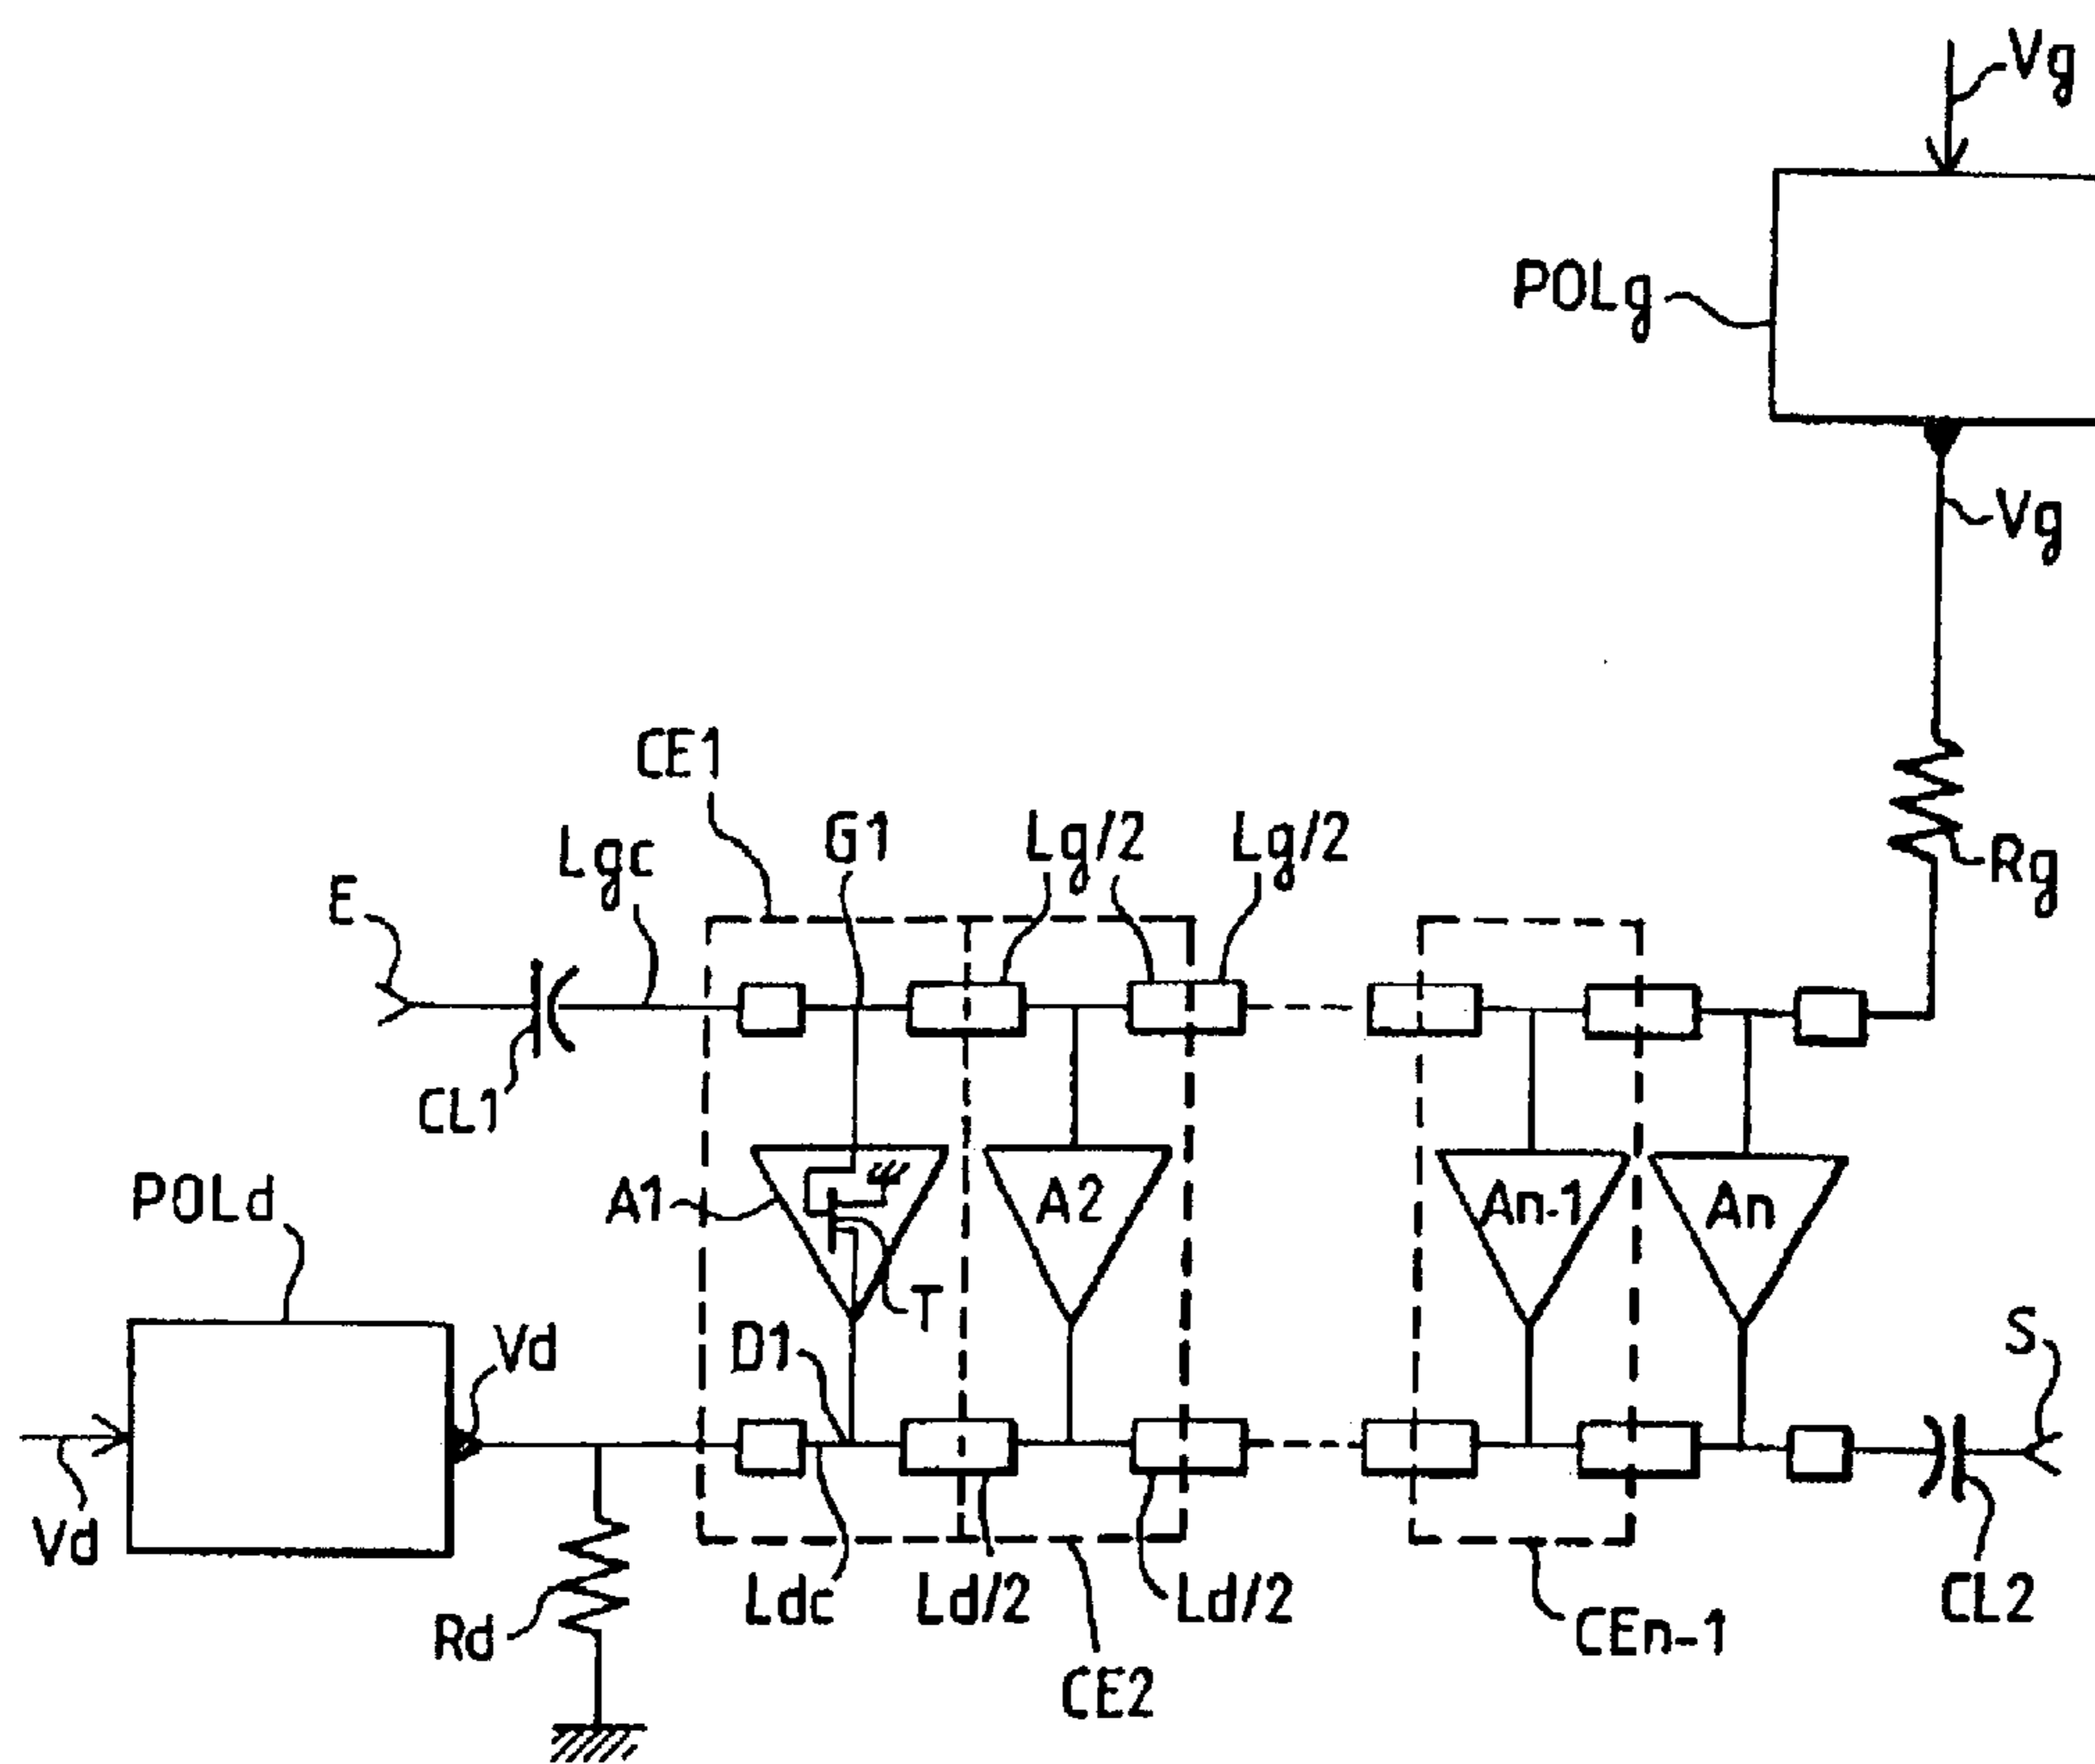 Vg
POLg
Vg
CE1
G1
Lg/2
Lg/2
Lgc
Rg
E
CL1
POLd
A1
A2
An-1
An
T
Vd
D1
S
Vd
Rd
Ldc
Ld/2
Ld/2
CL2
CEn-1
CE2